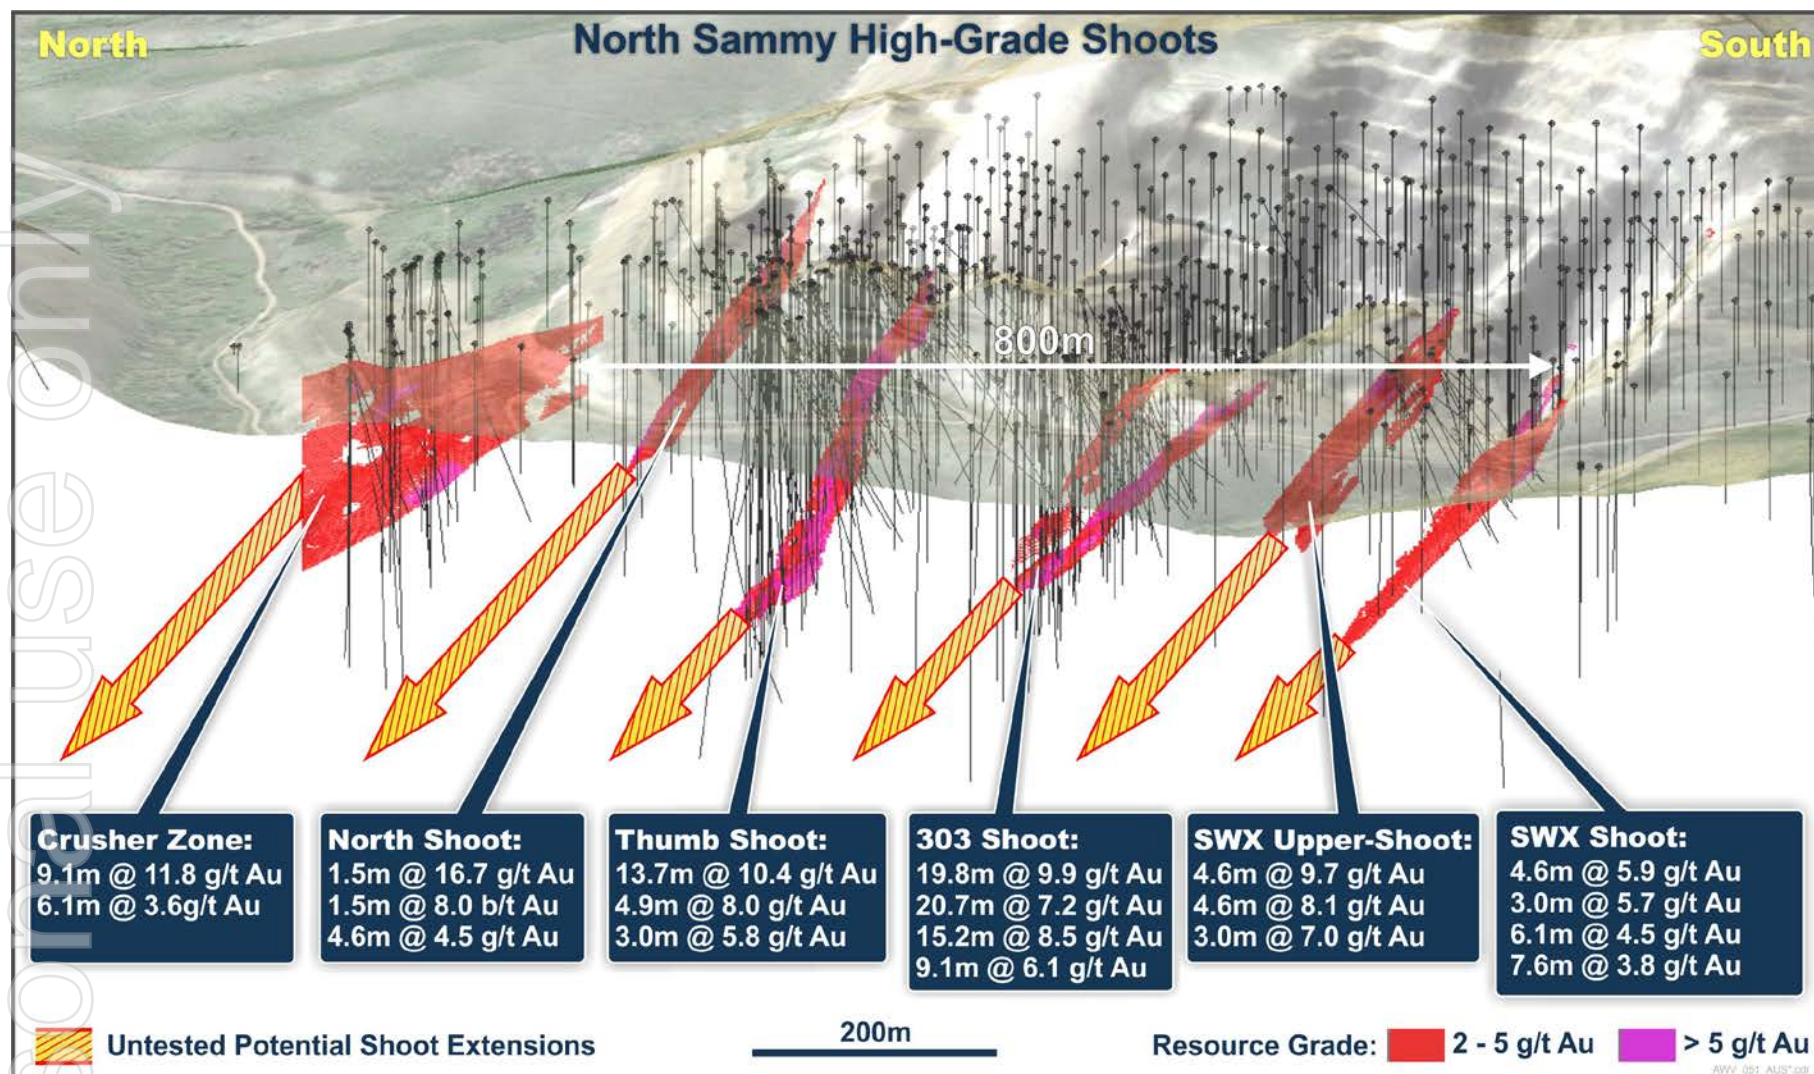 North
North Sammy High-Grade Shoots
South
800m
Crusher Zone:
9.1m @ 11.8 g/t Au
6.1m @ 3.6g/t Au
North Shoot:
1.5m @ 16.7 g/t Au
1.5m @ 8.0 b/t Au
4.6m @ 4.5 g/t Au
Thumb Shoot:
13.7m @ 10.4 g/t Au
4.9m @ 8.0 g/t Au
3.0m @ 5.8 g/t Au
303 Shoot:
19.8m @ 9.9 g/t Au
20.7m @ 7.2 g/t Au
15.2m @ 8.5 g/t Au
9.1m @ 6.1 g/t Au
SWX Upper-Shoot:
4.6m @ 9.7 g/t Au
4.6m @ 8.1 g/t Au
3.0m @ 7.0 g/t Au
SWX Shoot:
4.6m @ 5.9 g/t Au
3.0m @ 5.7 g/t Au
6.1m @ 4.5 g/t Au
7.6m @ 3.8 g/t Au
Untested Potential Shoot Extensions
200m
Resource Grade:
2 - 5 g/t Au
> 5 g/t Au
sonal use only